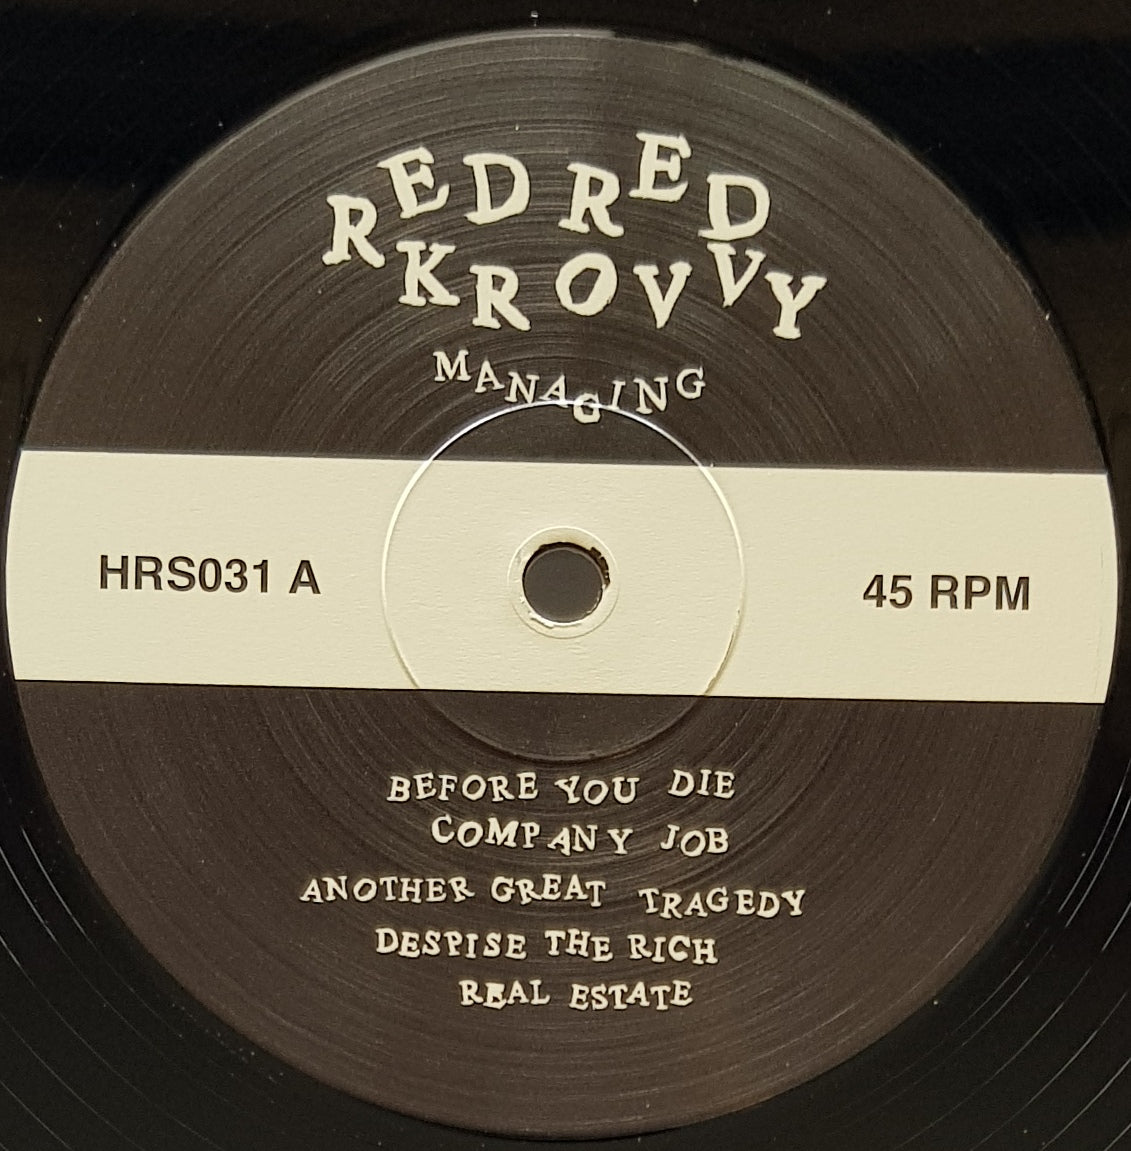 RED RED
KROVVY
MANAGING
HRS031 A
45 RPM
BEFORE YOU DIE
COMPANY JOB
ANOTHER GREAT TRAGEDY
DESPISE THE RICH
REAL ESTATE